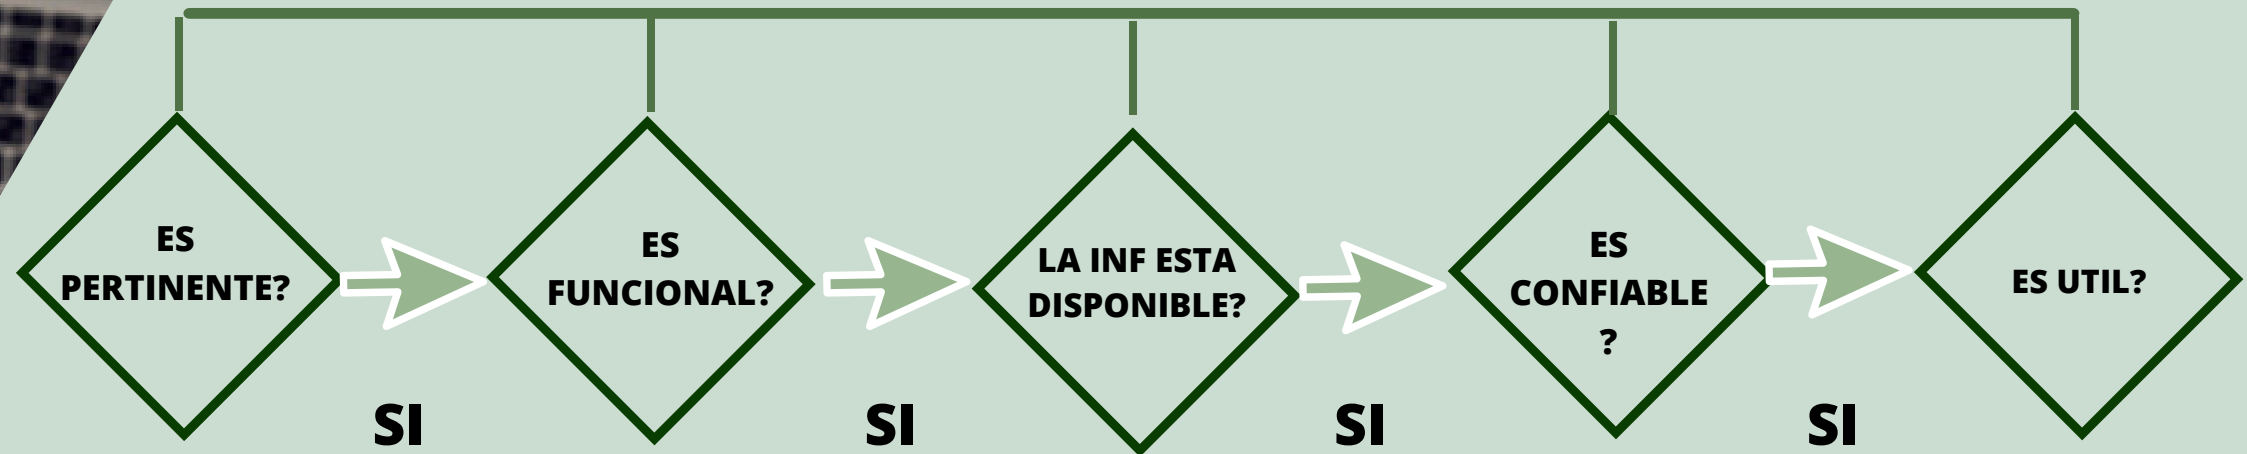 ES
PERTINENTE?
ES
FUNCIONAL?
LA INF ESTA
DISPONIBLE?
ES
CONFIABLE
?
ES UTIL?
SI
SI
SI
SI